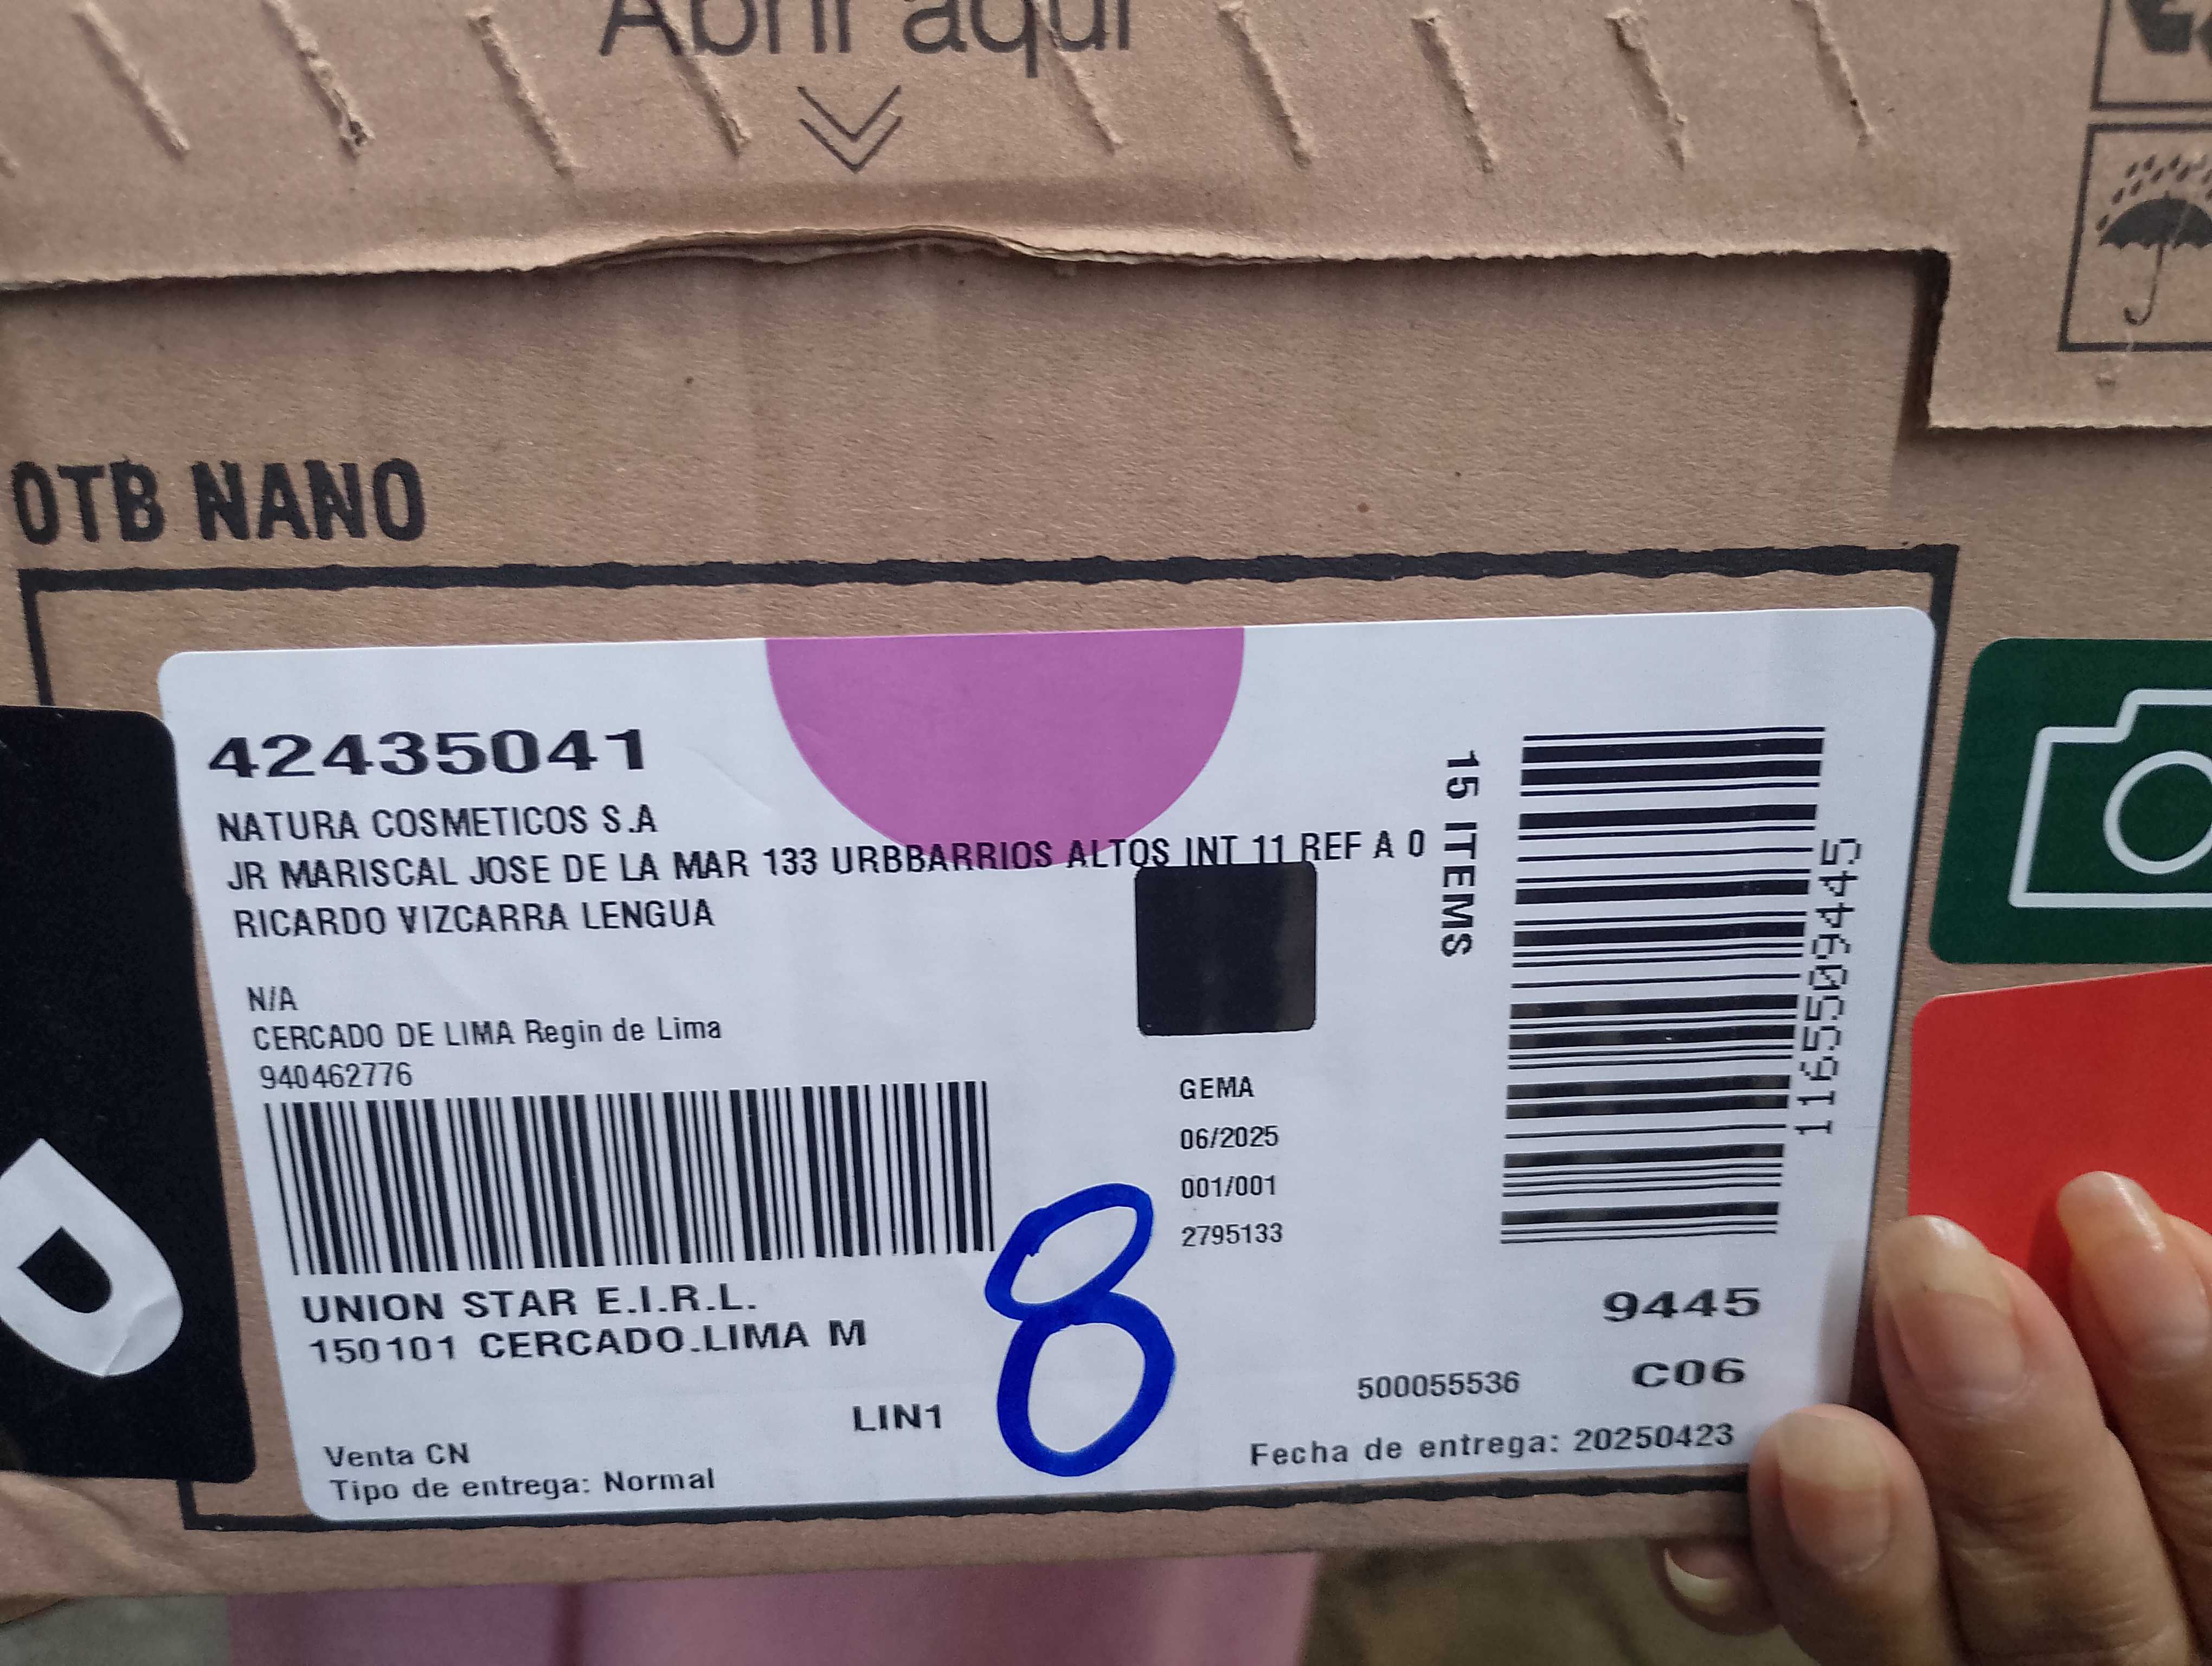 Abrir aquí
OTB NANO
42435041
NATURA COSMETICOS S.A
JR MARISCAL JOSE DE LA MAR 133 URBBARRIOS ALTOS INT 11 REF A 0
RICARDO VIZCARRA LENGUA
N/A
CERCADO DE LIMA Regin de Lima
940462776
15 ITEMS
1165509445
GEMA
06/2025
001/001
2795133
8
UNION STAR E.I.R.L.
150101 CERCADO.LIMA M
9445
C06
500055536
LIN1
Venta CN
Tipo de entrega: Normal
Fecha de entrega: 20250423